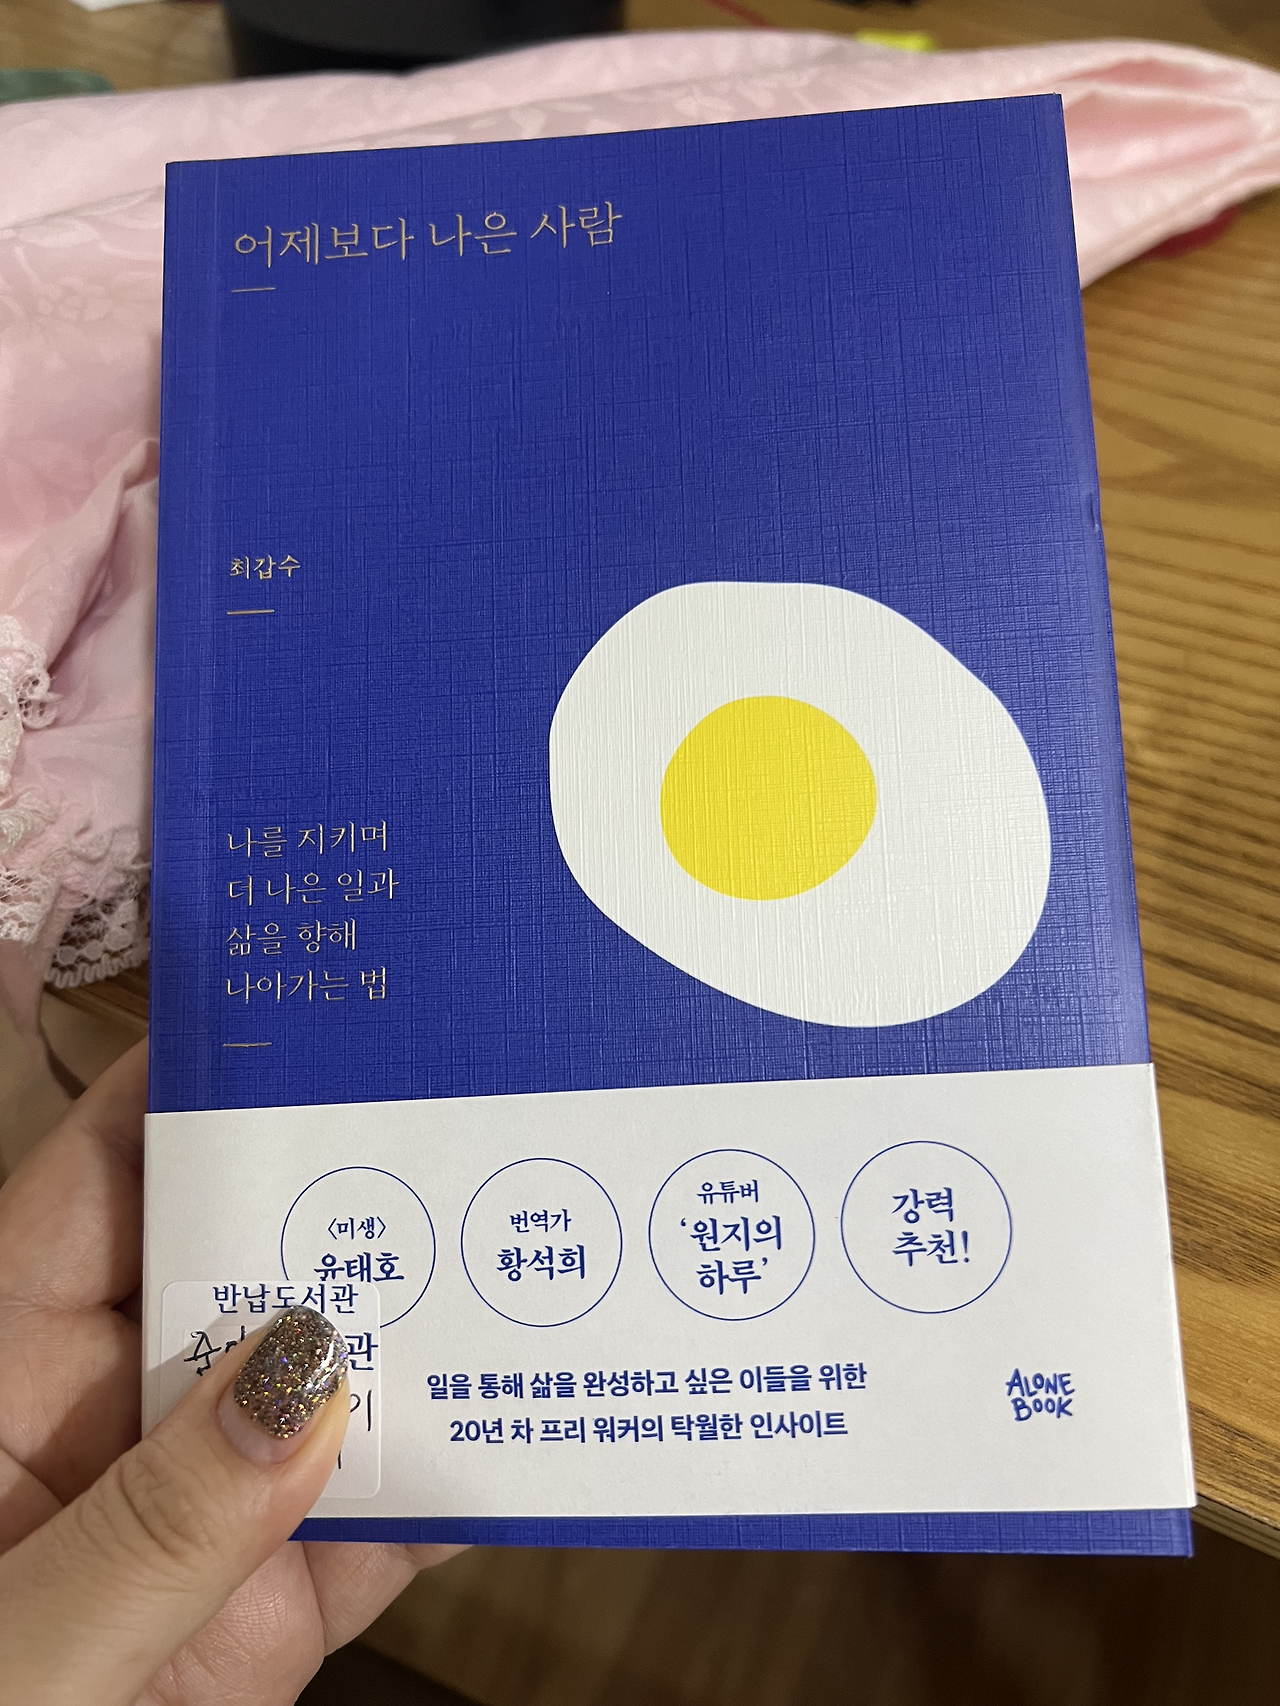 어제보다 나은 사람
최갑수
나를 지키며
더 나은 일과
삶을 향해
나아가는 법
〈미생〉
윤태호
번역가
황석희
유튜버
‘원지의
하루’
강력
추천!
반납도서관
관
일을 통해 삶을 완성하고 싶은 이들을 위한
20년 차 프리 워커의 탁월한 인사이트
ALONE
BOOK